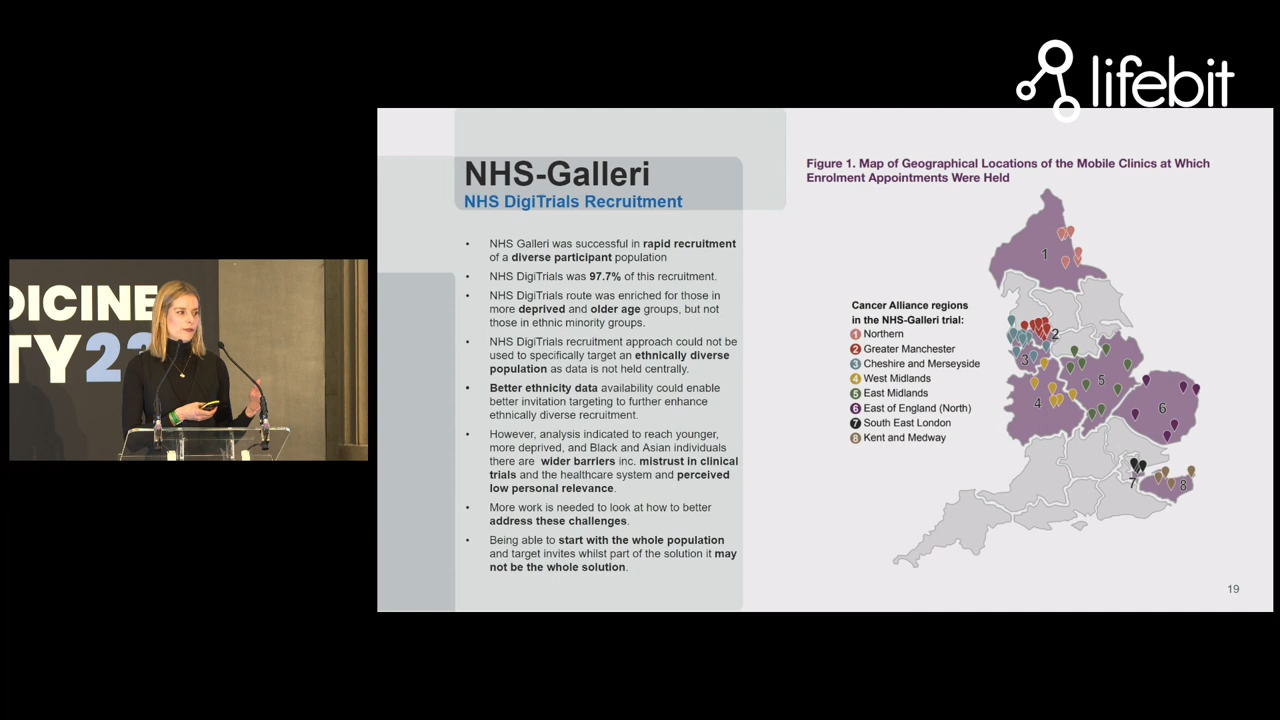 lifebit
DICINE
TY22
NHS-Galleri
NHS DigiTrials Recruitment
• NHS Galleri was successful in rapid recruitment
of a diverse participant population
• NHS DigiTrials was 97.7% of this recruitment.
• NHS DigiTrials route was enriched for those in
more deprived and older age groups, but not
those in ethnic minority groups.
• NHS DigiTrials recruitment approach could not be
used to specifically target an ethnically diverse
population as data is not held centrally.
• Better ethnicity data availability could enable
better invitation targeting to further enhance
ethnically diverse recruitment.
• However, analysis indicated to reach younger,
more deprived, and Black and Asian individuals
there are wider barriers inc. mistrust in clinical
trials and the healthcare system and perceived
low personal relevance.
• More work is needed to look at how to better
address these challenges.
• Being able to start with the whole population
and target invites whilst part of the solution it may
not be the whole solution.
Figure 1. Map of Geographical Locations of the Mobile Clinics at Which
Enrolment Appointments Were Held
Cancer Alliance regions
in the NHS-Galleri trial:
1 Northern
2 Greater Manchester
3 Cheshire and Merseyside
4 West Midlands
5 East Midlands
6 East of England (North)
7 South East London
8 Kent and Medway
1
2
3
4
5
6
7
8
19